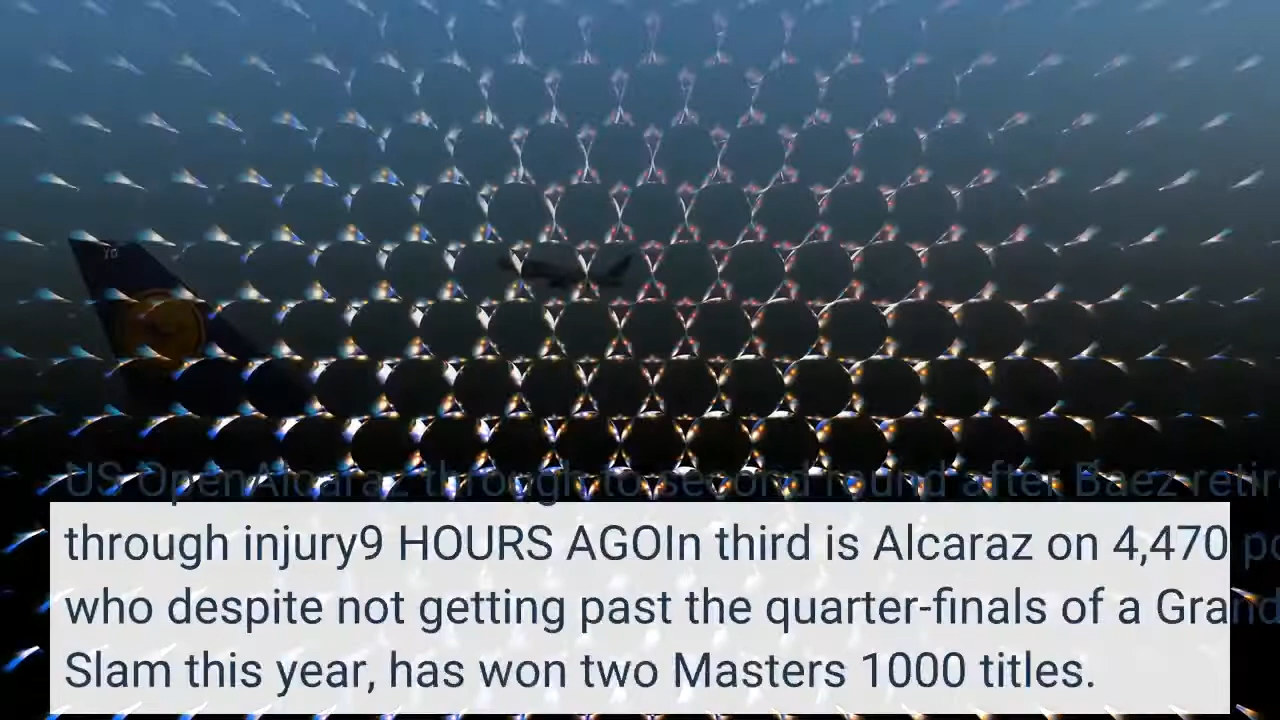 US OpenAlcaraz through to second round after Baez retir
through injury9 HOURS AGOIn third is Alcaraz on 4,470 po
who despite not getting past the quarter-finals of a Grand
Slam this year, has won two Masters 1000 titles.